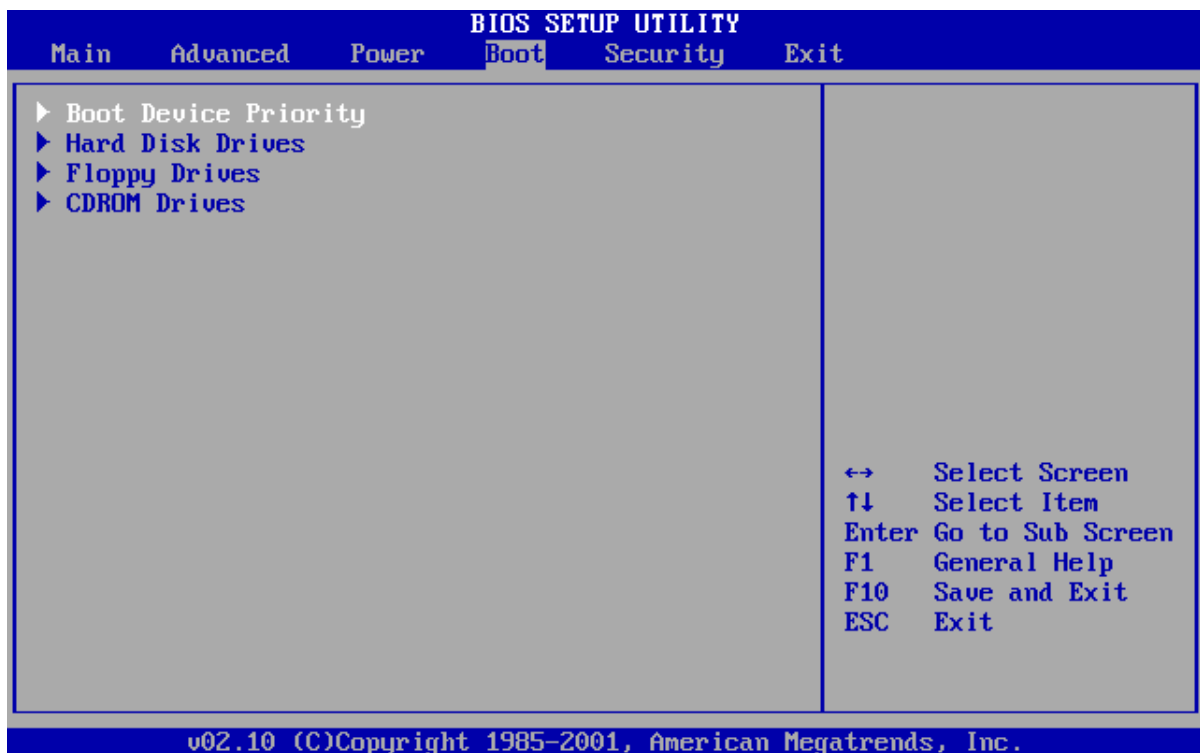 BIOS SETUP UTILITY
Main Advanced Power Boot Security Exit
Boot Device Priority
Hard Disk Drives
Floppy Drives
CDROM Drives
←→ Select Screen
↑↓ Select Item
Enter Go to Sub Screen
F1 General Help
F10 Save and Exit
ESC Exit
v02.10 (C)Copyright 1985-2001, American Megatrends, Inc.